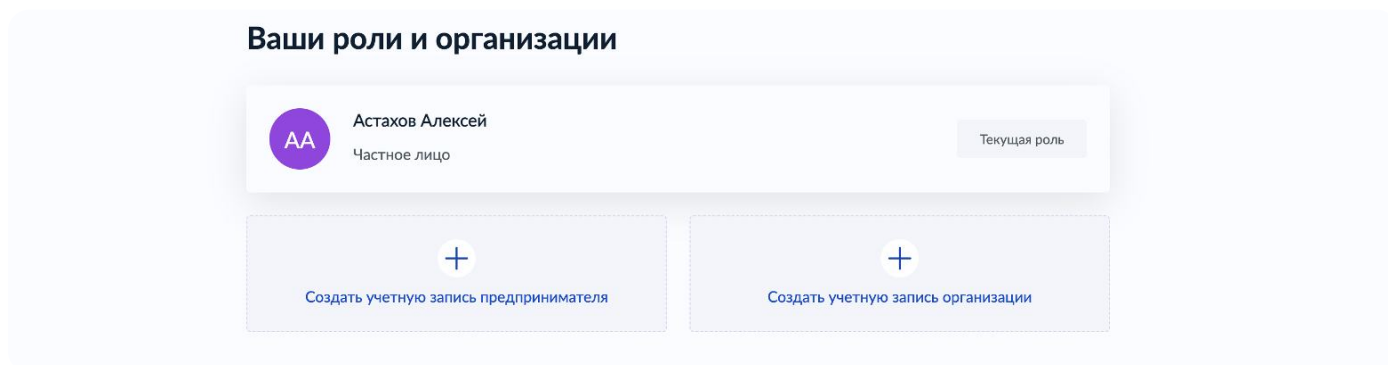 Ваши роли и организации
АА
Астахов Алексей
Частное лицо
Текущая роль
Создать учетную запись предпринимателя
Создать учетную запись организации